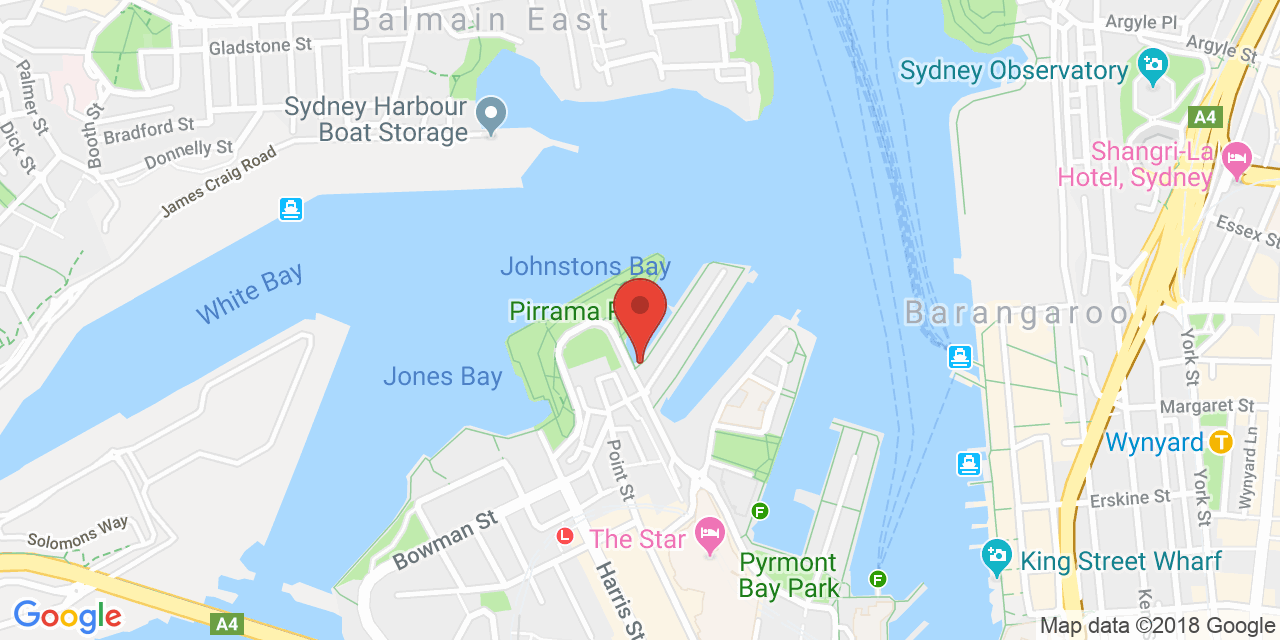 Balmain East
Gladstone St
Argyle Pl
Argyle St
Palmer St
Sydney Observatory
Sydney Harbour
Boat Storage
Booth St
Bradford St
A4
Dick St
Donnelly St
Shangri-La
Hotel, Sydney
James Craig Road
Essex St
Johnstons Bay
White Bay
Pirrama P
Barangaroo
York St
Jones Bay
Margaret St
Wynyard
T
Point St
Wynyard Ln
Erskine St
York St
F
Solomons Way
Bowman St
L
The Star
Pyrmont
Bay Park
King Street Wharf
F
Harris St
Ke
Google
A4
Map data ©2018 Google